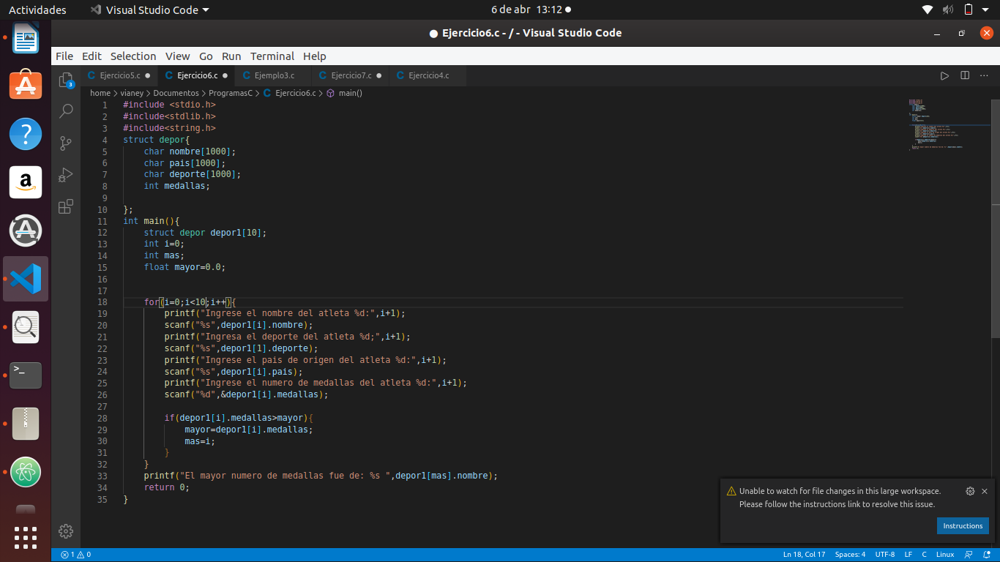 Actividades Visual Studio Code 6 de abr 13:12
Ejercicio6.c - / - Visual Studio Code
File Edit Selection View Go Run Terminal Help
Ejercicio5.c Ejercicio6.c Ejemplo3.c Ejercicio7.c Ejercicio4.c
home > vianey > Documentos > ProgramasC > Ejercicio6.c > main()
3
1 #include <stdio.h>
2 #include<stdlib.h>
3 #include<string.h>
4 struct depor{
5 char nombre[1000];
6 char pais[1000];
7 char deporte[1000];
8 int medallas;
9
10 };
11 int main(){
12 struct depor depor1[10];
13 int i=0;
14 int mas;
15 float mayor=0.0;
16
17
18 for(i=0;i<10;i++){
19 printf("Ingrese el nombre del atleta %d:",i+1);
20 scanf("%s",depor1[i].nombre);
21 printf("Ingresa el deporte del atleta %d;",i+1);
22 scanf("%s",depor1[1].deporte);
23 printf("Ingrese el pais de origen del atleta %d:",i+1);
24 scanf("%s",depor1[i].pais);
25 printf("Ingrese el numero de medallas del atleta %d:",i+1);
26 scanf("%d",&depor1[i].medallas);
27
28 if(depor1[i].medallas>mayor){
29 mayor=depor1[i].medallas;
30 mas=i;
31 }
32 }
33 printf("El mayor numero de medallas fue de: %s ",depor1[mas].nombre);
34 return 0;
35 }
Unable to watch for file changes in this large workspace.
Please follow the instructions link to resolve this issue.
Instructions
1 0 Ln 18, Col 17 Spaces: 4 UTF-8 LF C Linux